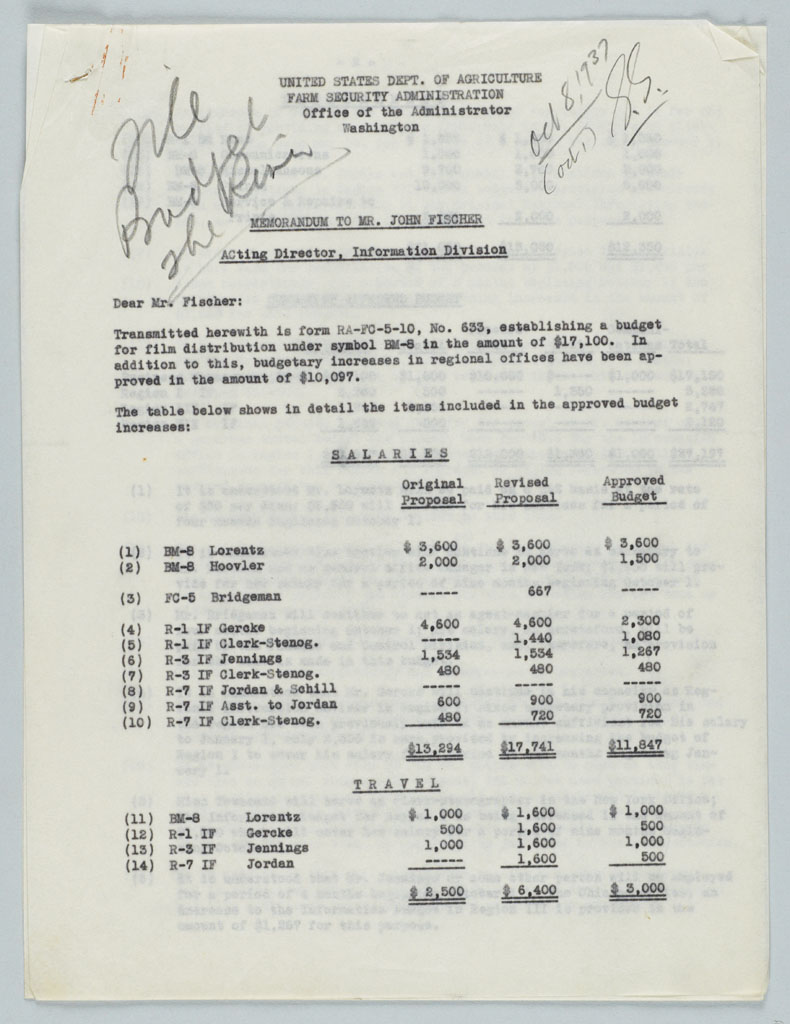 File
Budget
The River
Oct 8, 1937
(Oct 1)
UNITED STATES DEPT. OF AGRICULTURE
FARM SECURITY ADMINISTRATION
Office of the Administrator
Washington
MEMORANDUM TO MR. JOHN FISCHER
Acting Director, Information Division
Dear Mr. Fischer:
Transmitted herewith is form RA-FC-5-10, No. 633, establishing a budget
for film distribution under symbol BM-8 in the amount of $17,100. In
addition to this, budgetary increases in regional offices have been ap-
proved in the amount of $10,097.
The table below shows in detail the items included in the approved budget
increases:
SALARIES
Original Revised Approved
Proposal Proposal Budget
(1) BM-8 Lorentz $ 3,600 $ 3,600 $ 3,600
(2) BM-8 Hoovler 2,000 2,000 1,500
(3) FC-5 Bridgeman ----- 667 -----
(4) R-1 IF Gercke 4,600 4,600 2,300
(5) R-1 IF Clerk-Stenog. ----- 1,440 1,080
(6) R-3 IF Jennings 1,534 1,534 1,267
(7) R-3 IF Clerk-Stenog. 480 480 480
(8) R-7 IF Jordan & Schill ----- ----- -----
(9) R-7 IF Asst. to Jordan 600 900 900
(10) R-7 IF Clerk-Stenog. 480 720 720
$13,294 $17,741 $11,847
TRAVEL
(11) BM-8 Lorentz $ 1,000 $ 1,600 $ 1,000
(12) R-1 IF Gercke 500 1,600 500
(13) R-3 IF Jennings 1,000 1,600 1,000
(14) R-7 IF Jordan ----- 1,600 500
$ 2,500 $ 6,400 $ 3,000